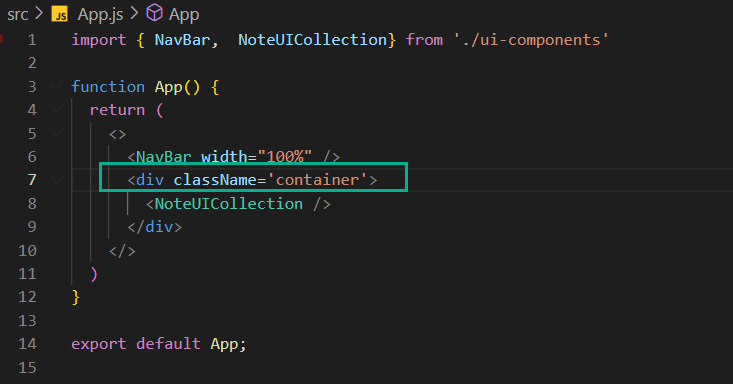 src > JS App.js > App
1 import { NavBar,  NoteUICollection} from './ui-components'
2
3 function App() {
4   return (
5     <>
6       <NavBar width="100%" />
7       <div className='container'>
8         <NoteUICollection />
9       </div>
10     </>
11   )
12 }
13
14 export default App;
15